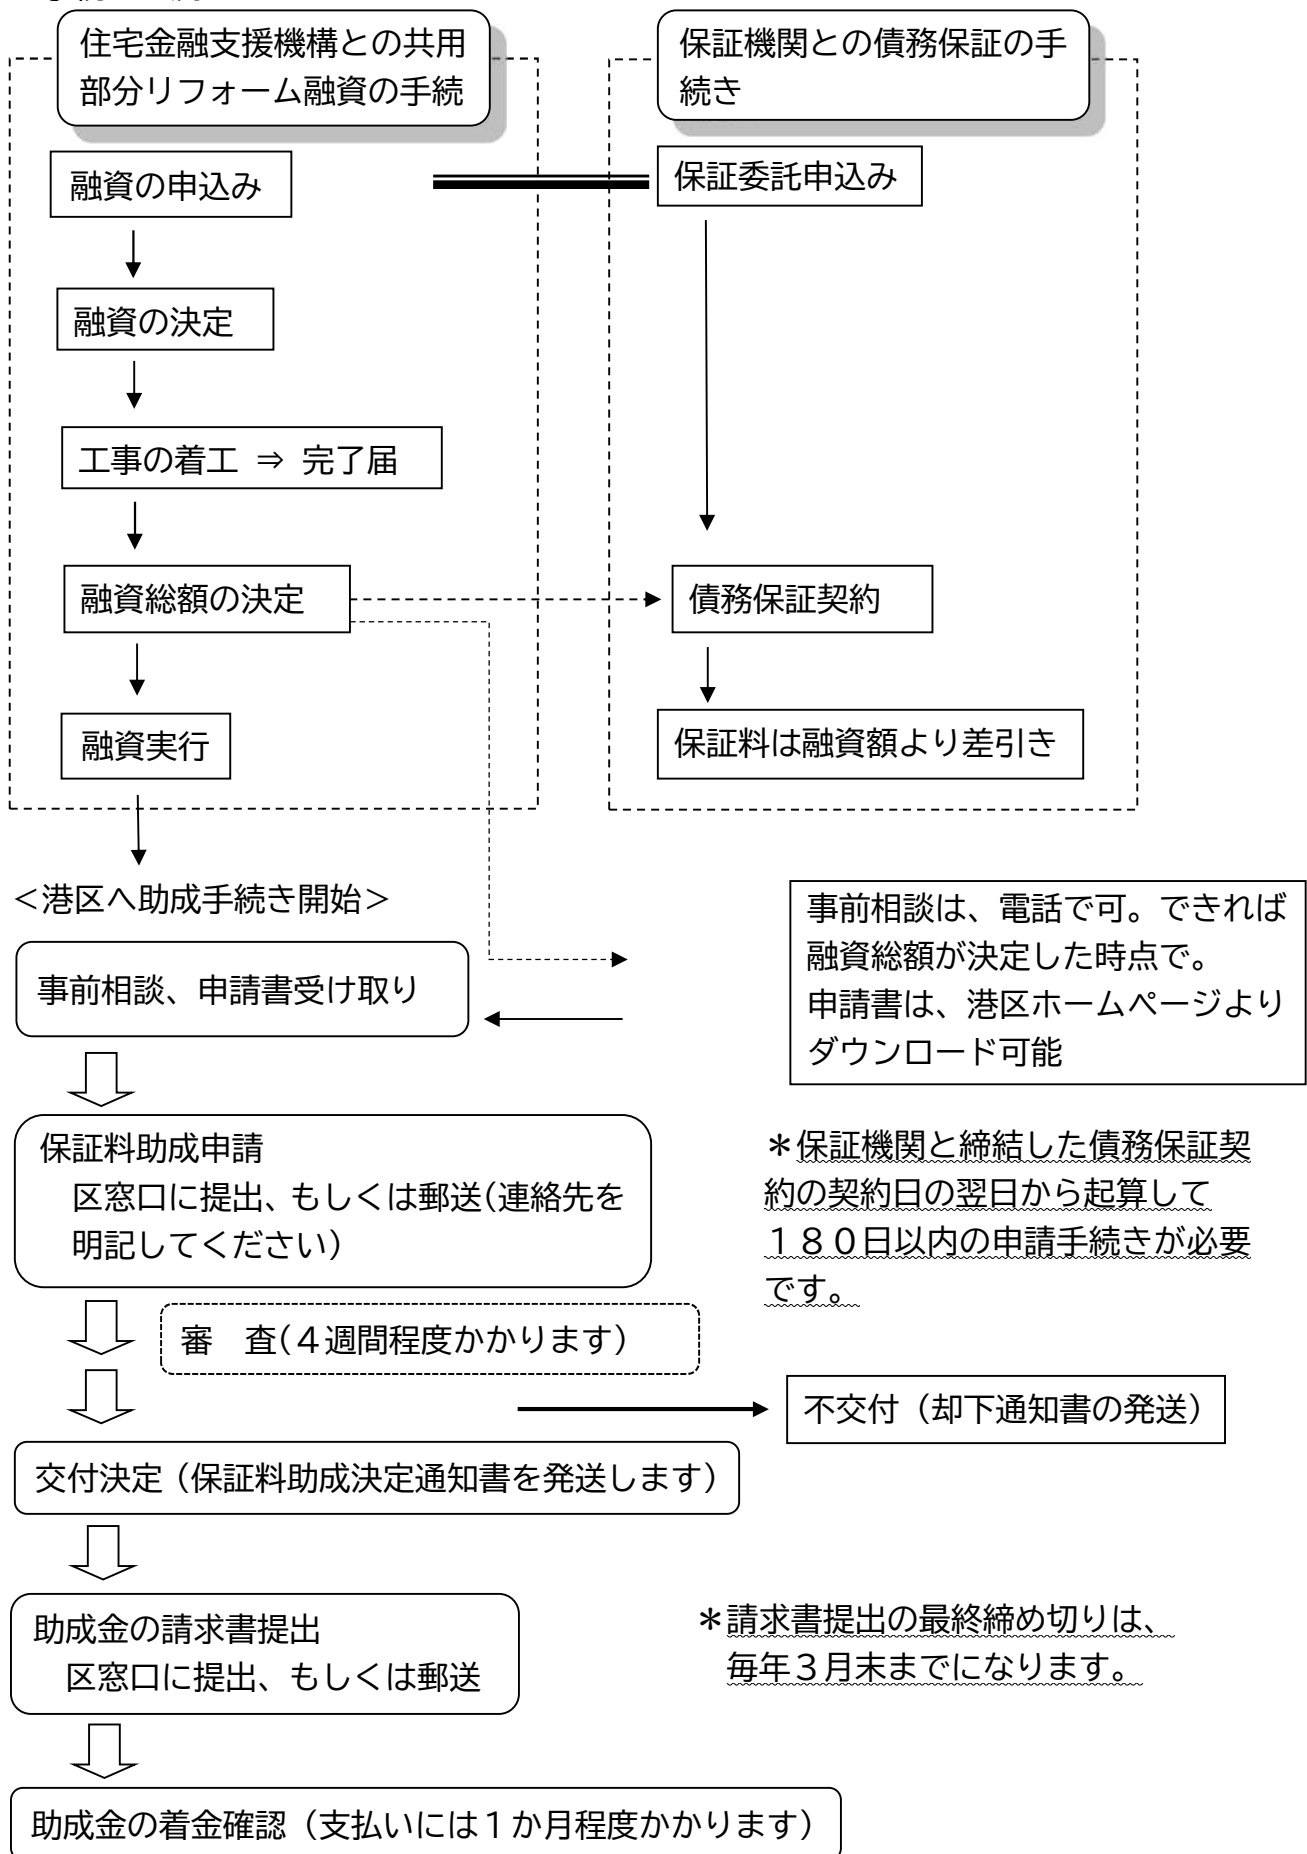 住宅金融支援機構との共用
部分リフォーム融資の手続
保証機関との債務保証の手
続き
融資の申込み
保証委託申込み
融資の決定
工事の着工 ⇒ 完了届
融資総額の決定
債務保証契約
融資実行
保証料は融資額より差引き
＜港区へ助成手続き開始＞
事前相談、申請書受け取り
事前相談は、電話で可。できれば
融資総額が決定した時点で。
申請書は、港区ホームページより
ダウンロード可能
保証料助成申請
区窓口に提出、もしくは郵送（連絡先を
明記してください）
＊保証機関と締結した債務保証契
約の契約日の翌日から起算して
１８０日以内の申請手続きが必要
です。
審　査（４週間程度かかります）
不交付（却下通知書の発送）
交付決定（保証料助成決定通知書を発送します）
助成金の請求書提出
区窓口に提出、もしくは郵送
＊請求書提出の最終締め切りは、
毎年３月末までになります。
助成金の着金確認（支払いには１か月程度かかります）